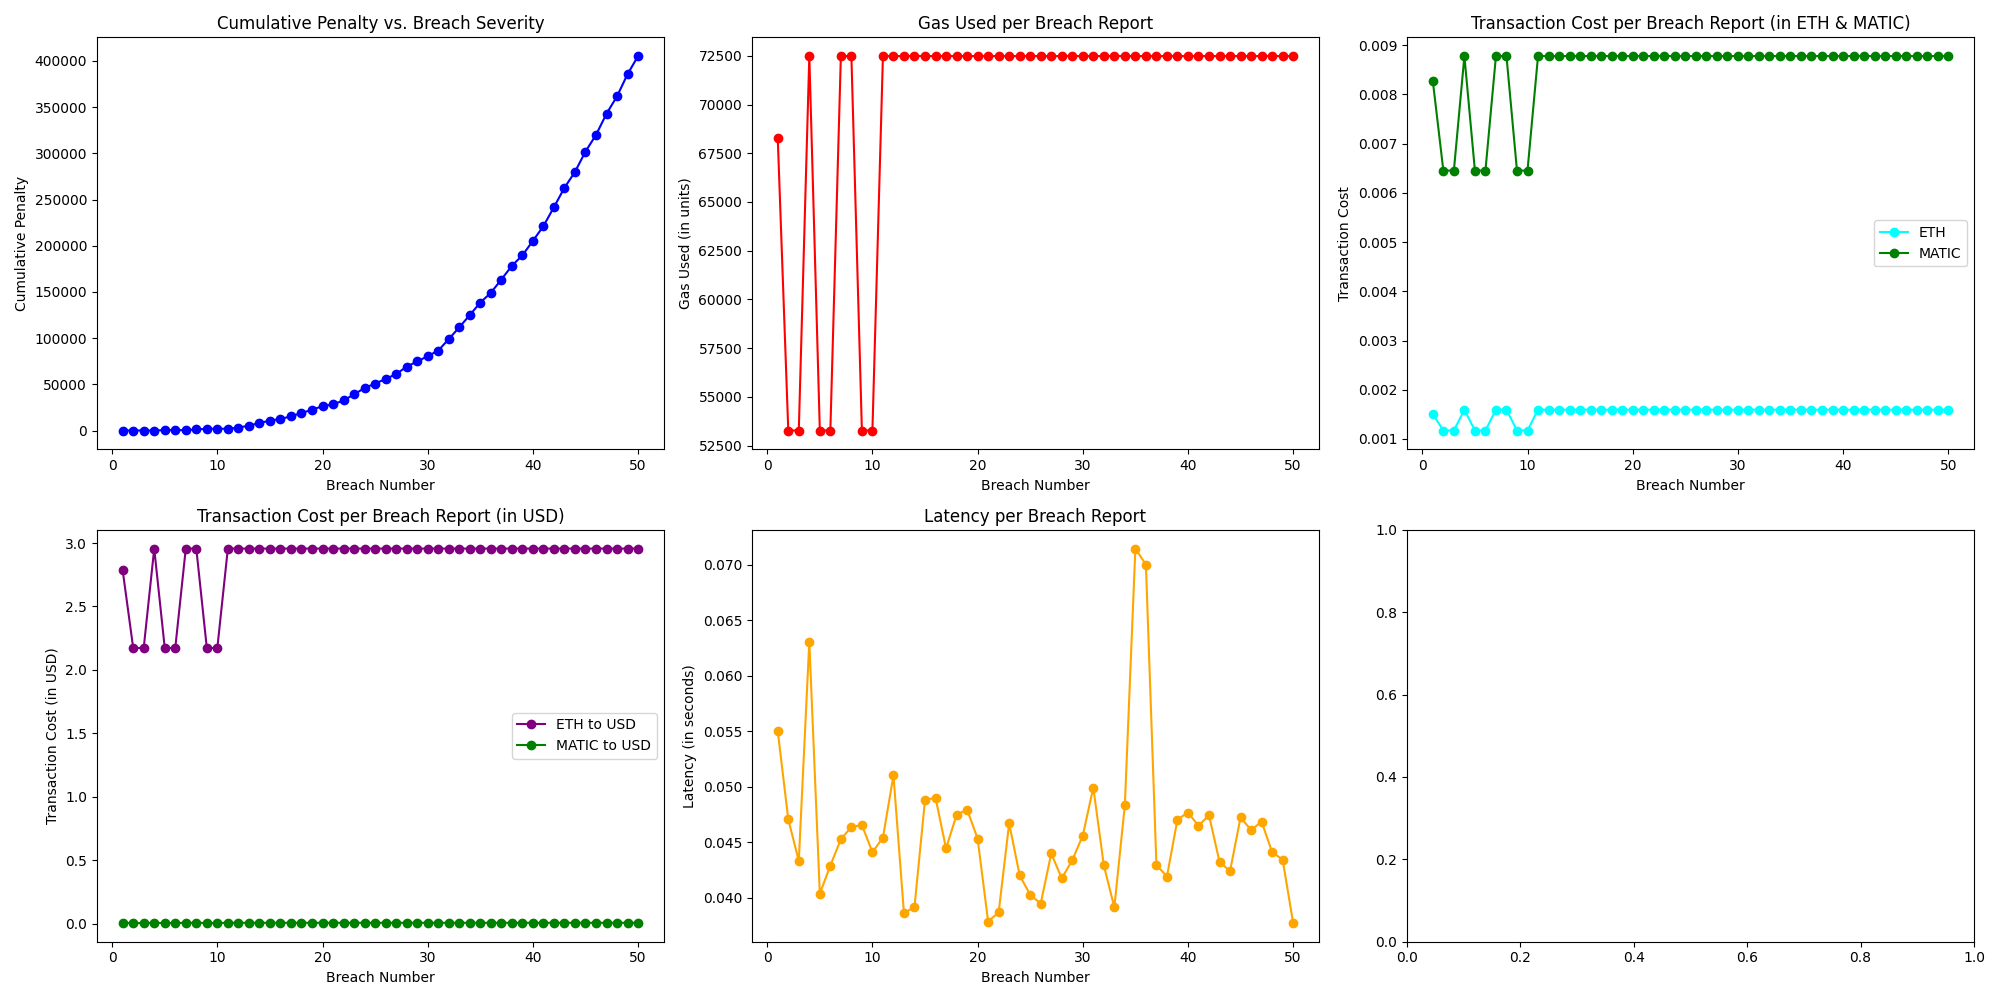 Cumulative Penalty vs. Breach Severity
Cumulative Penalty
400000
350000
300000
250000
200000
150000
100000
50000
0
0 10 20 30 40 50
Breach Number
Gas Used per Breach Report
Gas Used (in units)
72500
70000
67500
65000
62500
60000
57500
55000
52500
0 10 20 30 40 50
Breach Number
Transaction Cost per Breach Report (in ETH & MATIC)
Transaction Cost
0.009
0.008
0.007
0.006
0.005
0.004
0.003
0.002
0.001
ETH
MATIC
0 10 20 30 40 50
Breach Number
Transaction Cost per Breach Report (in USD)
Transaction Cost (in USD)
3.0
2.5
2.0
1.5
1.0
0.5
0.0
ETH to USD
MATIC to USD
0 10 20 30 40 50
Breach Number
Latency per Breach Report
Latency (in seconds)
0.070
0.065
0.060
0.055
0.050
0.045
0.040
0 10 20 30 40 50
Breach Number
1.0
0.8
0.6
0.4
0.2
0.0
0.0 0.2 0.4 0.6 0.8 1.0